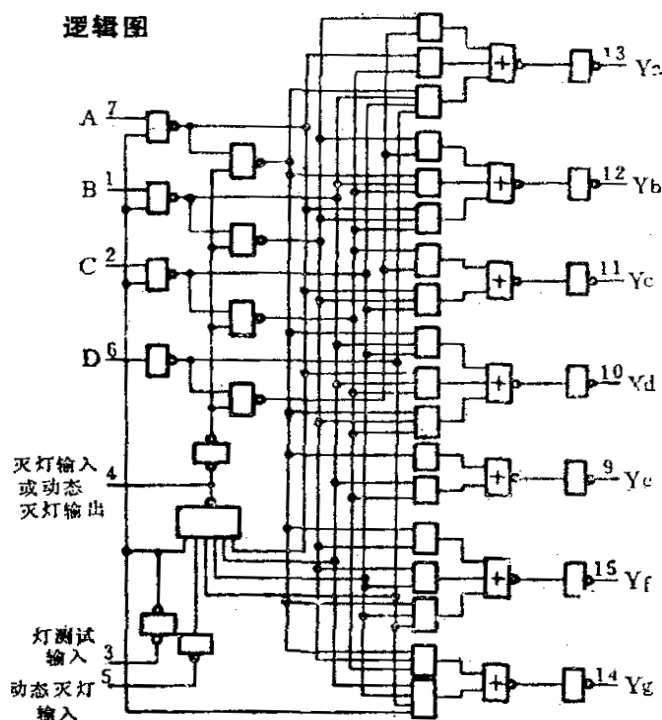 逻辑图
13 Ya
A 7
B 1
12 Yb
C 2
11 Yc
D 6
10 Yd
灭灯输入 4
或动态
灭灯输出
9 Ye
15 Yf
灯测试
输入 3
动态灭灯 5
输入
14 Yg
+
+
+
+
+
+
+